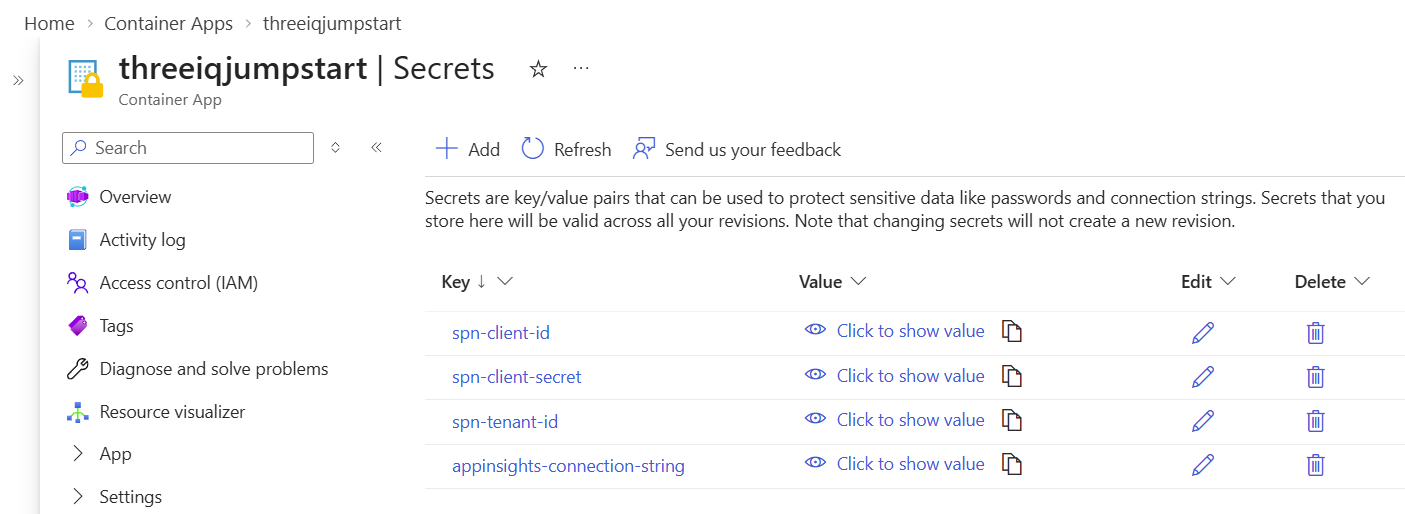 Home > Container Apps > threeiqjumpstart
threeiqjumpstart | Secrets
Container App
Search
Add Refresh Send us your feedback
Overview
Activity log
Access control (IAM)
Tags
Diagnose and solve problems
Resource visualizer
App
Settings
Secrets are key/value pairs that can be used to protect sensitive data like passwords and connection strings. Secrets that you
store here will be valid across all your revisions. Note that changing secrets will not create a new revision.
Key ↓ Value Edit Delete
spn-client-id Click to show value
spn-client-secret Click to show value
spn-tenant-id Click to show value
appinsights-connection-string Click to show value